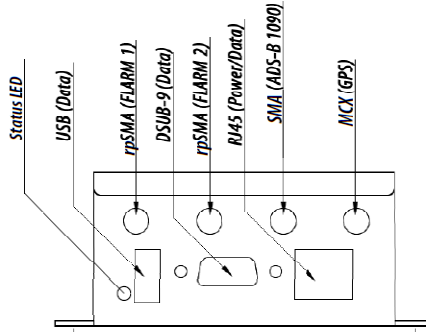 Status LED
USB (Data)
rpSMA (FLARM 1)
DSUB-9 (Data)
rpSMA (FLARM 2)
RJ45 (Power/Data)
SMA (ADS-B 1090)
MCX (GPS)